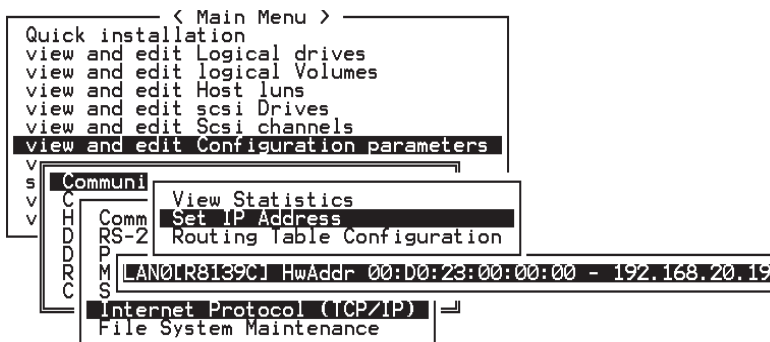 < Main Menu >
Quick installation
view and edit Logical drives
view and edit logical Volumes
view and edit Host luns
view and edit scsi Drives
view and edit Scsi channels
view and edit Configuration parameters
v
s
v
v
Communi
C
H
D
D
R
C
Comm
RS-2
P
M
S
Internet Protocol (TCP/IP)
File System Maintenance
View Statistics
Set IP Address
Routing Table Configuration
LAN0[R8139C] HwAddr 00:D0:23:00:00:00 - 192.168.20.19